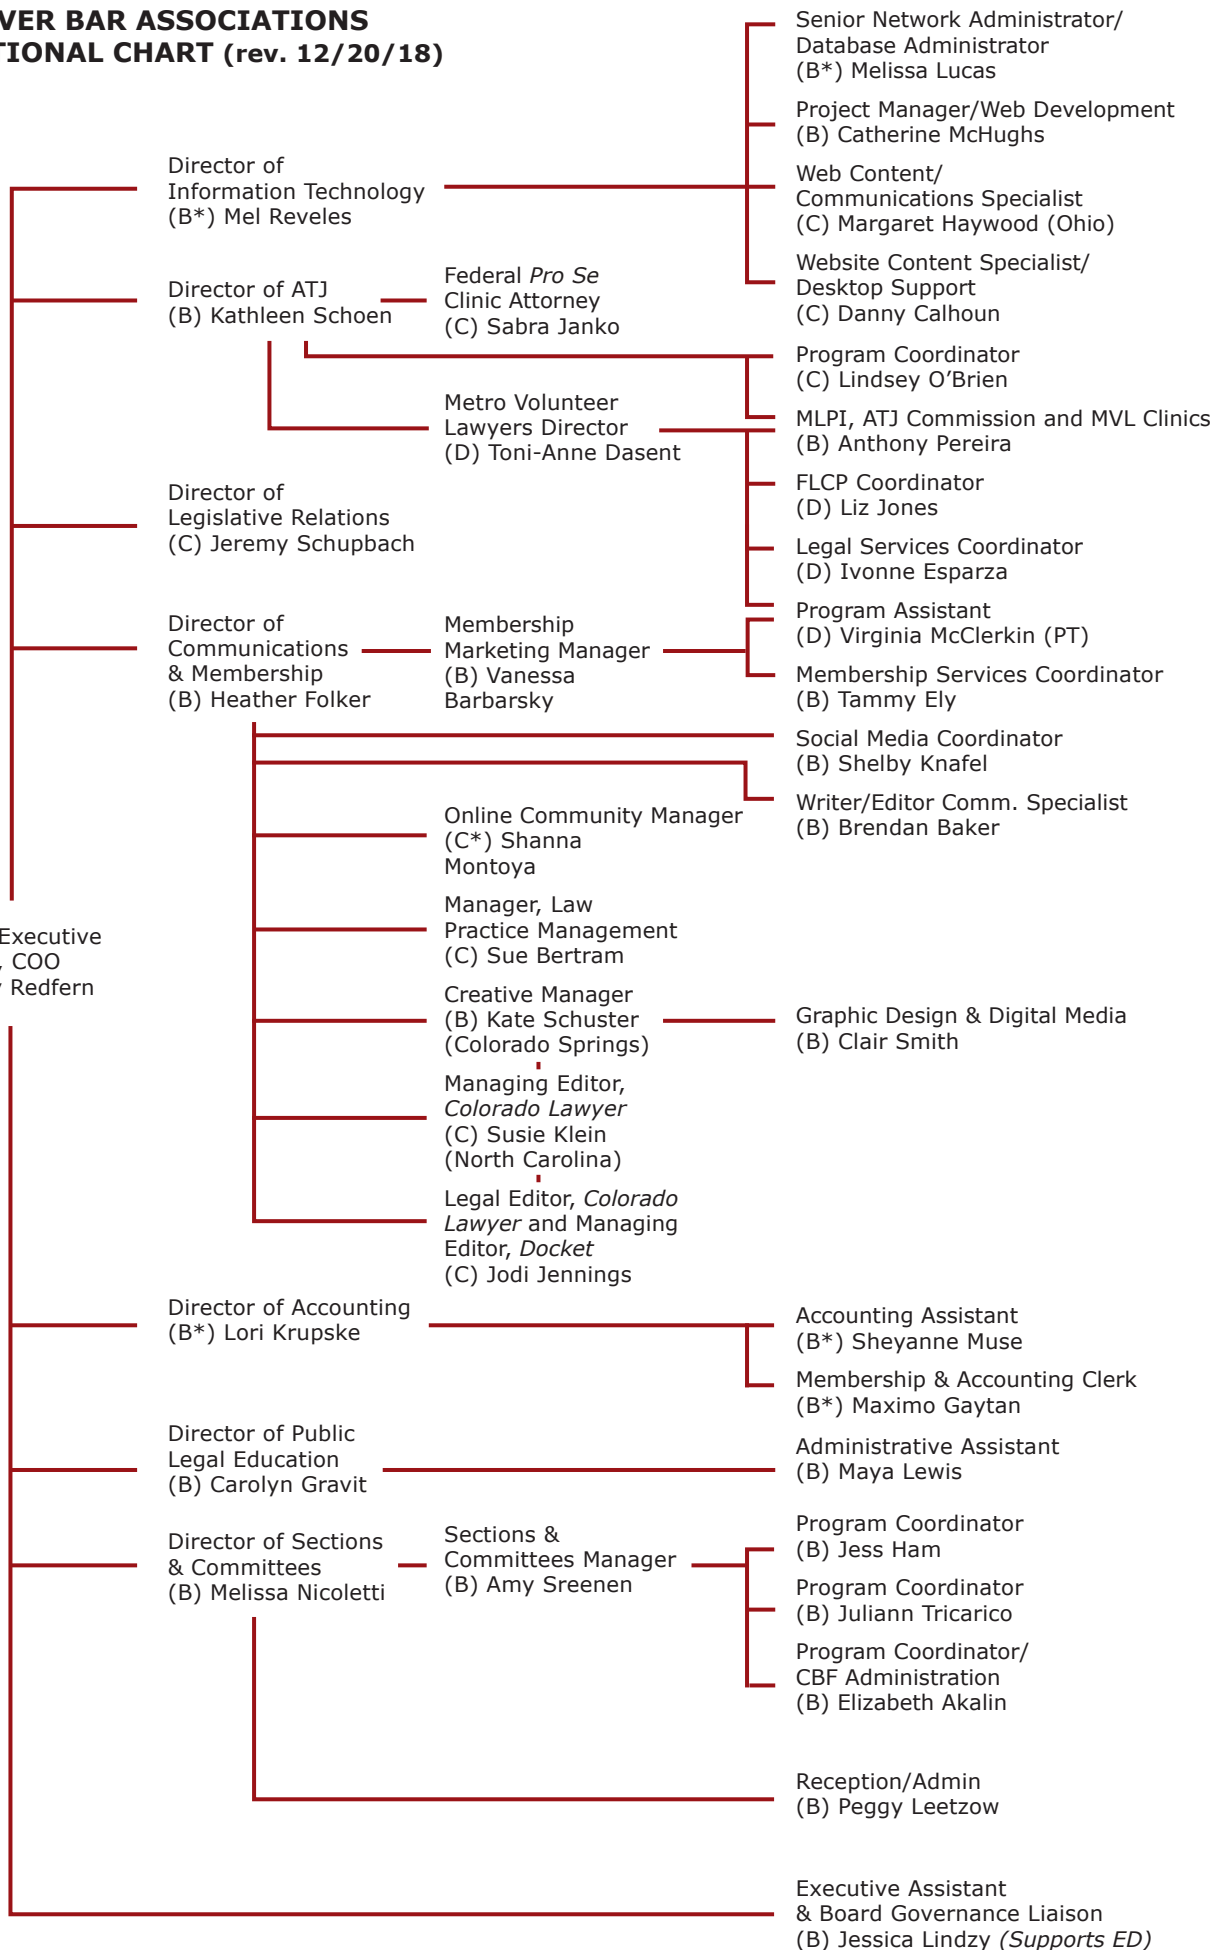 VER BAR ASSOCIATIONS
TIONAL CHART (rev. 12/20/18)
Senior Network Administrator/
Database Administrator
(B*) Melissa Lucas
Project Manager/Web Development
(B) Catherine McHughs
Director of
Information Technology
(B*) Mel Reveles
Web Content/
Communications Specialist
(C) Margaret Haywood (Ohio)
Website Content Specialist/
Desktop Support
(C) Danny Calhoun
Director of ATJ
(B) Kathleen Schoen
Federal Pro Se
Clinic Attorney
(C) Sabra Janko
Program Coordinator
(C) Lindsey O’Brien
MLPI, ATJ Commission and MVL Clinics
(B) Anthony Pereira
Metro Volunteer
Lawyers Director
(D) Toni-Anne Dasent
FLCP Coordinator
(D) Liz Jones
Legal Services Coordinator
(D) Ivonne Esparza
Program Assistant
(D) Virginia McClerkin (PT)
Director of
Legislative Relations
(C) Jeremy Schupbach
Director of
Communications
& Membership
(B) Heather Folker
Membership
Marketing Manager
(B) Vanessa
Barbarsky
Membership Services Coordinator
(B) Tammy Ely
Social Media Coordinator
(B) Shelby Knafel
Writer/Editor Comm. Specialist
(B) Brendan Baker
Online Community Manager
(C*) Shanna
Montoya
Manager, Law
Practice Management
(C) Sue Bertram
Executive
, COO
Redfern
Creative Manager
(B) Kate Schuster
(Colorado Springs)
Graphic Design & Digital Media
(B) Clair Smith
Managing Editor,
Colorado Lawyer
(C) Susie Klein
(North Carolina)
Legal Editor, Colorado
Lawyer and Managing
Editor, Docket
(C) Jodi Jennings
Director of Accounting
(B*) Lori Krupske
Accounting Assistant
(B*) Sheyanne Muse
Membership & Accounting Clerk
(B*) Maximo Gaytan
Director of Public
Legal Education
(B) Carolyn Gravit
Administrative Assistant
(B) Maya Lewis
Director of Sections
& Committees
(B) Melissa Nicoletti
Sections &
Committees Manager
(B) Amy Sreenen
Program Coordinator
(B) Jess Ham
Program Coordinator
(B) Juliann Tricarico
Program Coordinator/
CBF Administration
(B) Elizabeth Akalin
Reception/Admin
(B) Peggy Leetzow
Executive Assistant
& Board Governance Liaison
(B) Jessica Lindzy (Supports ED)